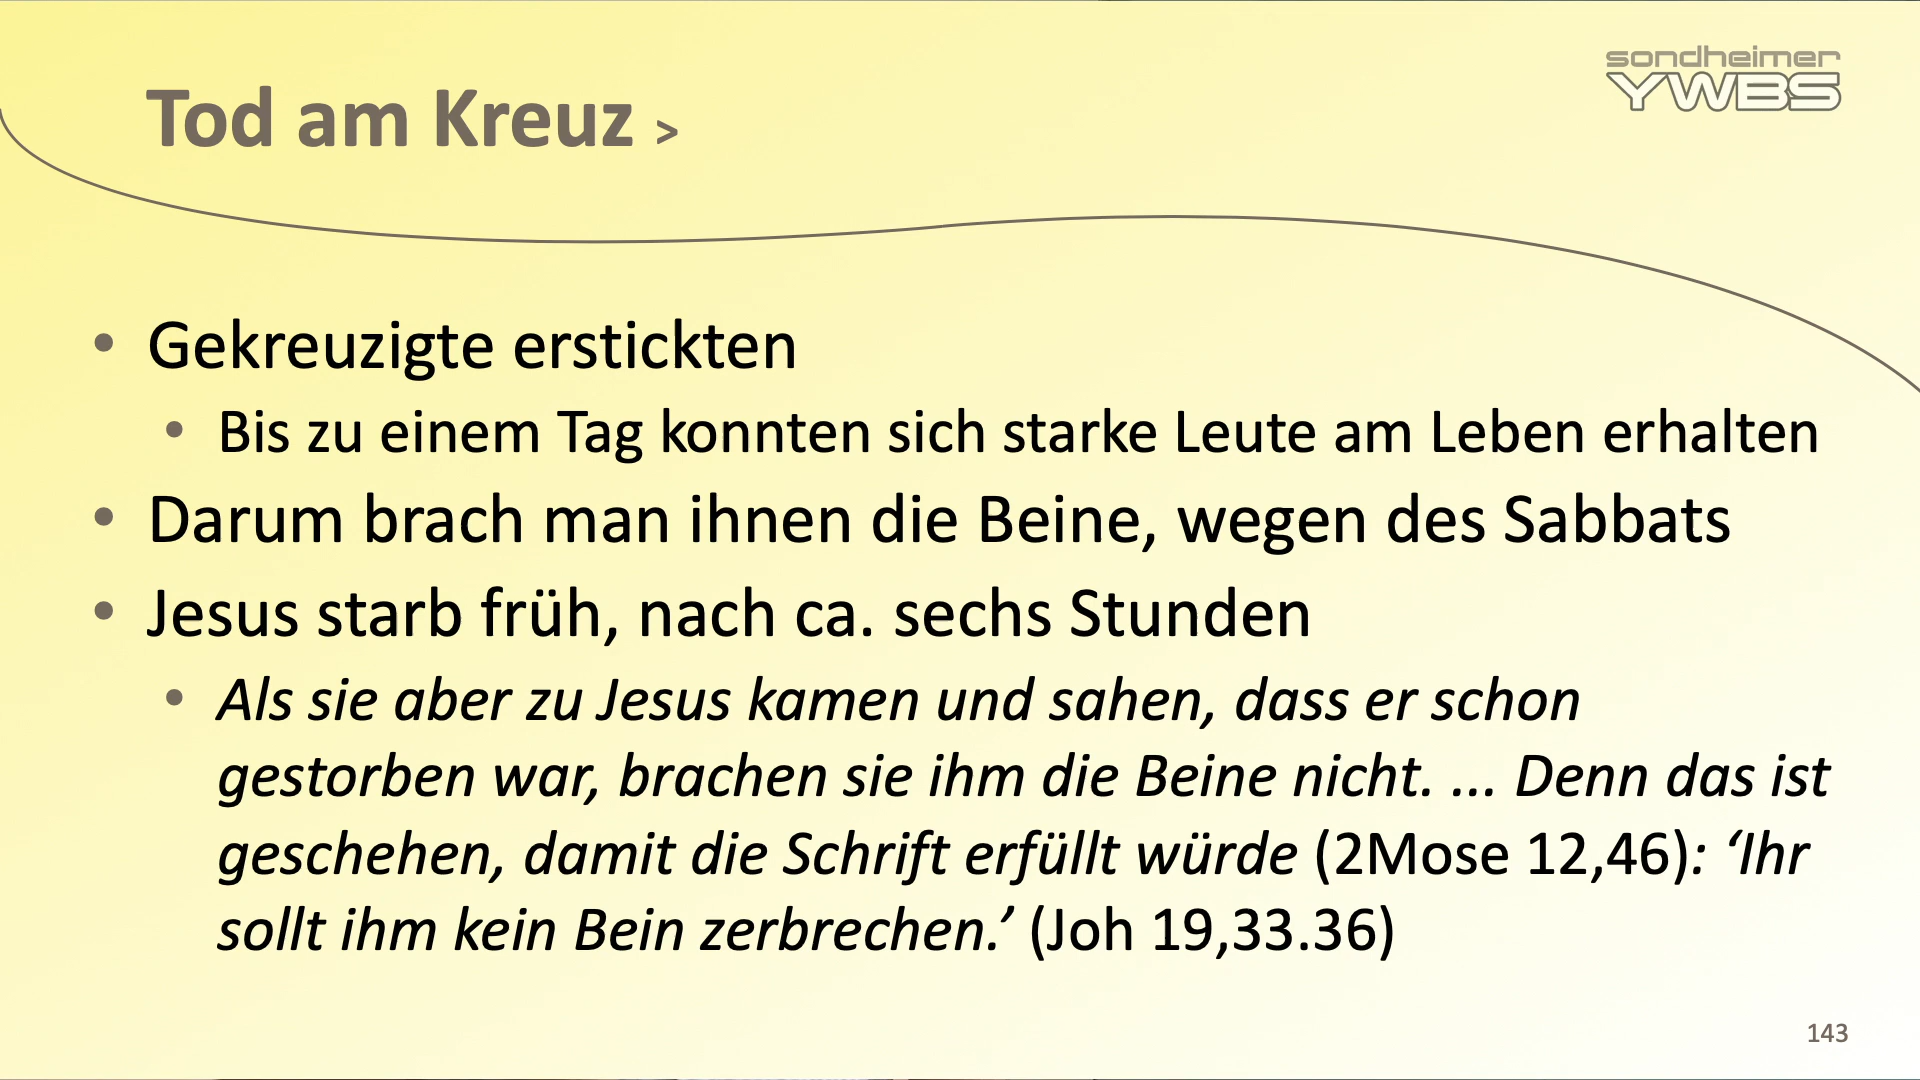 sondheimer
YWBS
Tod am Kreuz >
• Gekreuzigte erstickten
• Bis zu einem Tag konnten sich starke Leute am Leben erhalten
• Darum brach man ihnen die Beine, wegen des Sabbats
• Jesus starb früh, nach ca. sechs Stunden
• Als sie aber zu Jesus kamen und sahen, dass er schon
gestorben war, brachen sie ihm die Beine nicht. ... Denn das ist
geschehen, damit die Schrift erfüllt würde (2Mose 12,46): ‘Ihr
sollt ihm kein Bein zerbrechen.’ (Joh 19,33.36)
143